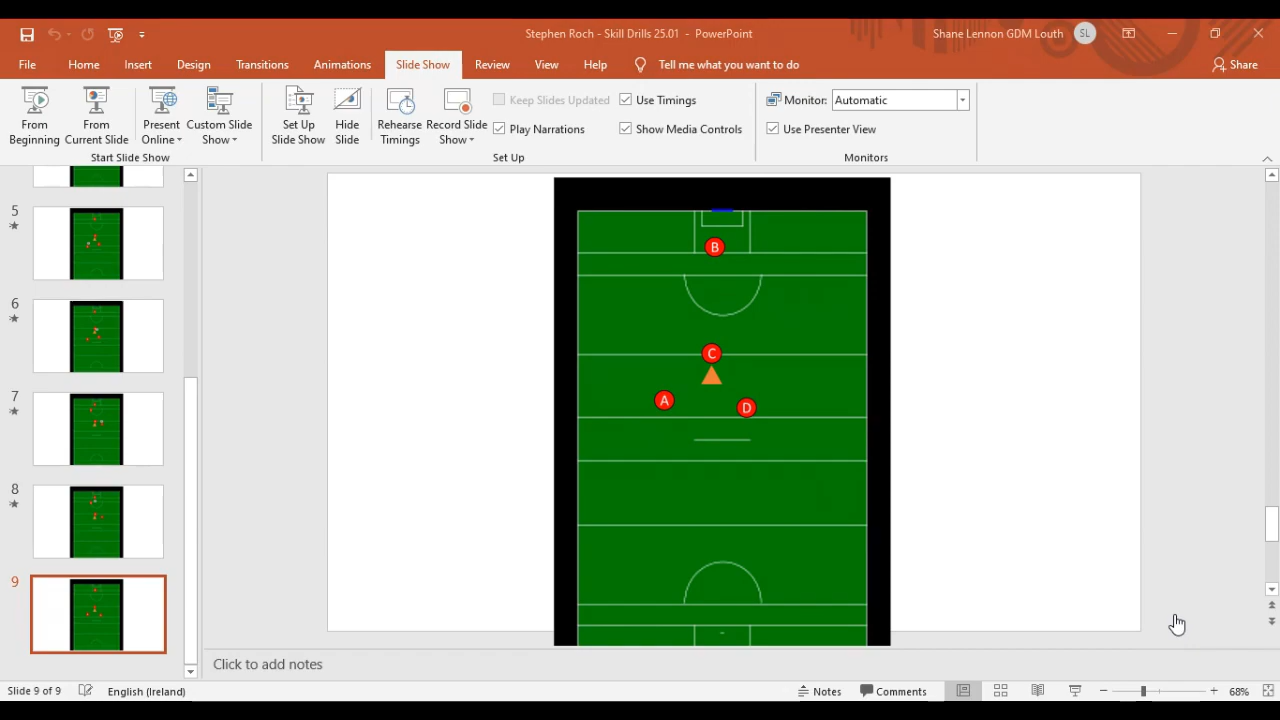 Stephen Roch - Skill Drills 25.01 - PowerPoint
Shane Lennon GDM Louth
SL
File Home Insert Design Transitions Animations Slide Show Review View Help Tell me what you want to do Share
From Beginning
From Current Slide
Present Online
Custom Slide Show
Start Slide Show
Set Up Slide Show
Hide Slide
Rehearse Timings
Record Slide Show
Keep Slides Updated
Play Narrations
Use Timings
Show Media Controls
Set Up
Monitor: Automatic
Use Presenter View
Monitors
5
6
7
8
9
B
C
A
D
Click to add notes
Slide 9 of 9 English (Ireland) Notes Comments 68%